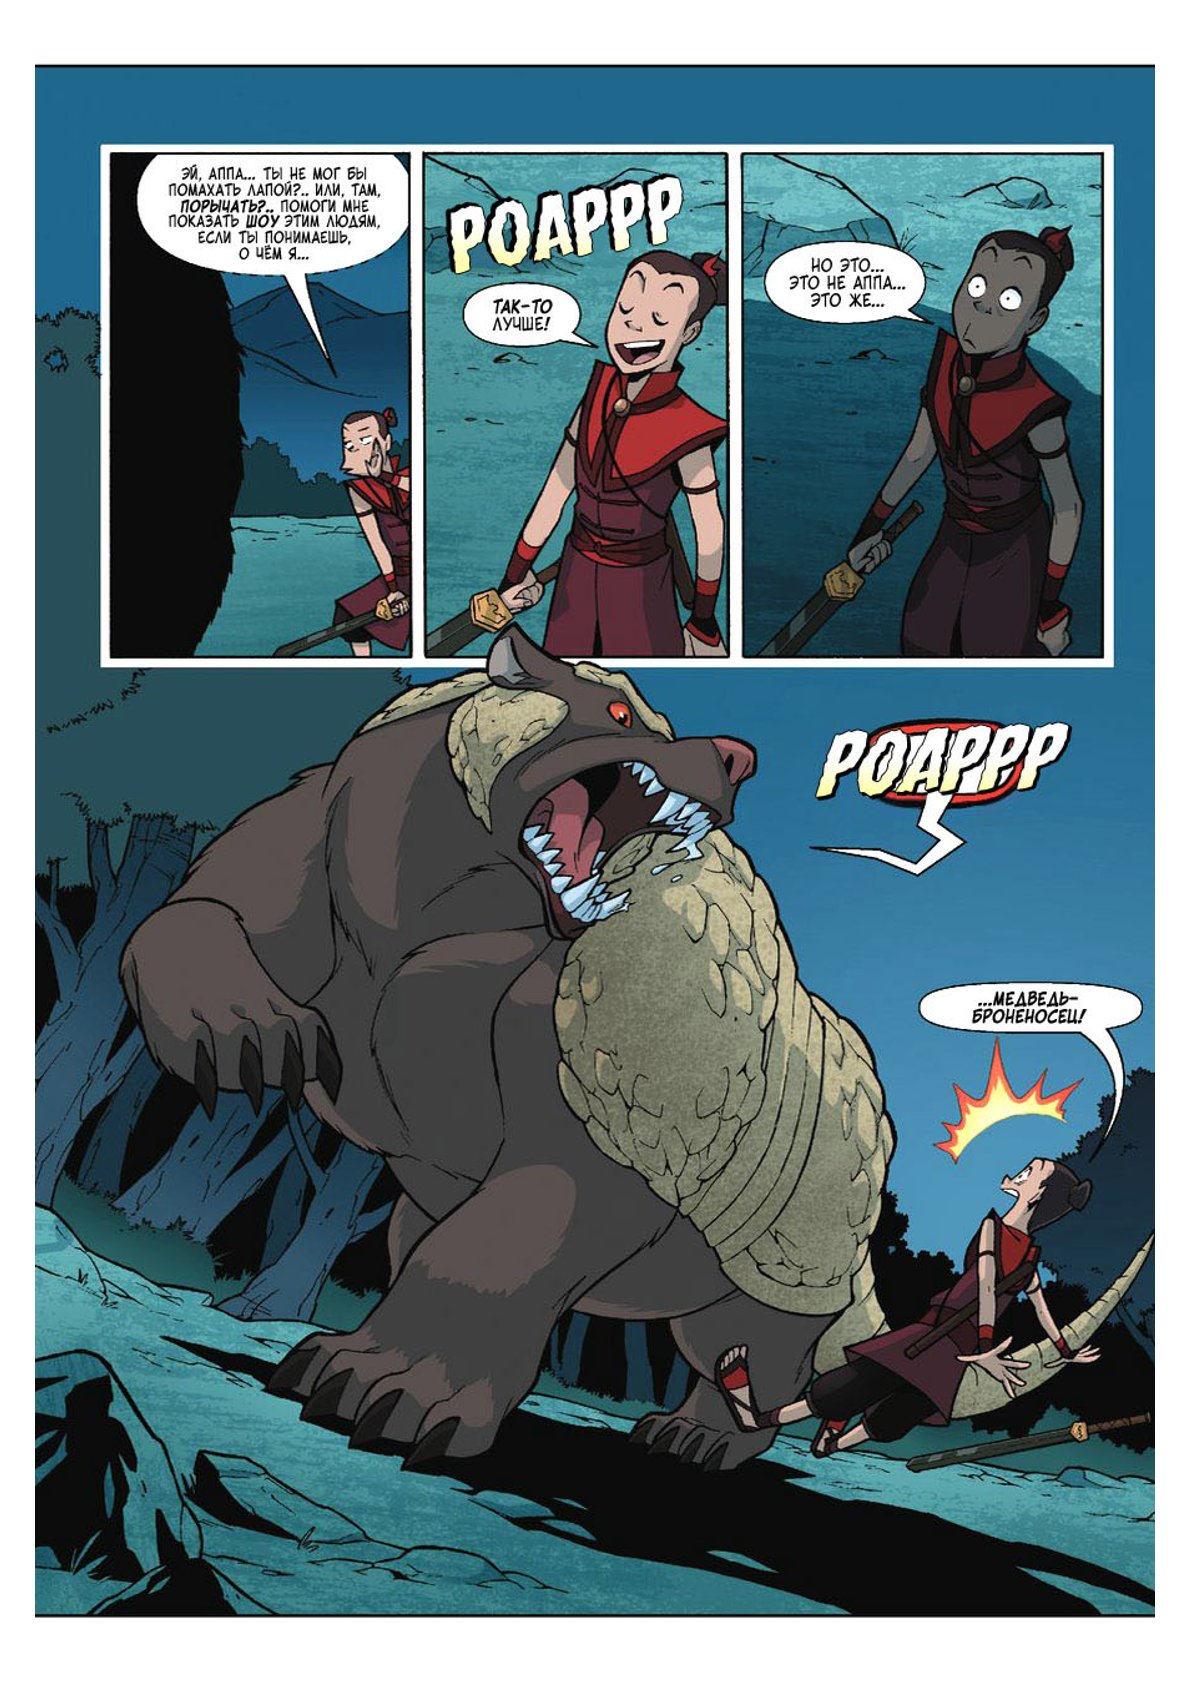 ЭЙ, АППА... ТЫ НЕ МОГ БЫ
ПОМАХАТЬ ЛАПОЙ?.. ИЛИ, ТАМ,
ПОРЫЧАТЬ?.. ПОМОГИ МНЕ
ПОКАЗАТЬ ШОУ ЭТИМ ЛЮДЯМ,
ЕСЛИ ТЫ ПОНИМАЕШЬ,
О ЧЁМ Я...
РОАРРР
ТАК-ТО
ЛУЧШЕ!
НО ЭТО...
ЭТО НЕ АППА...
ЭТО ЖЕ...
РОАРРР
...МЕДВЕДЬ-
БРОНЕНОСЕЦ!